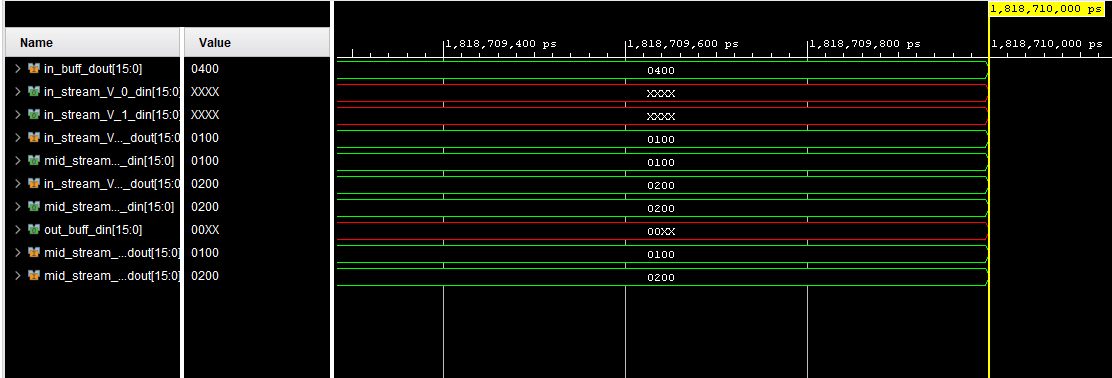 1,818,710,000 ps
Name Value
1,818,709,400 ps 1,818,709,600 ps 1,818,709,800 ps 1,818,710,000 ps
in_buff_dout[15:0] 0400 0400
in_stream_V_0_din[15:0] XXXX XXXX
in_stream_V_1_din[15:0] XXXX XXXX
in_stream_V..._dout[15:0 0100 0100
mid_stream..._din[15:0] 0100 0100
in_stream_V..._dout[15:0 0200 0200
mid_stream..._din[15:0] 0200 0200
out_buff_din[15:0] 00XX 00XX
mid_stream_...dout[15:0] 0100 0100
mid_stream_...dout[15:0] 0200 0200